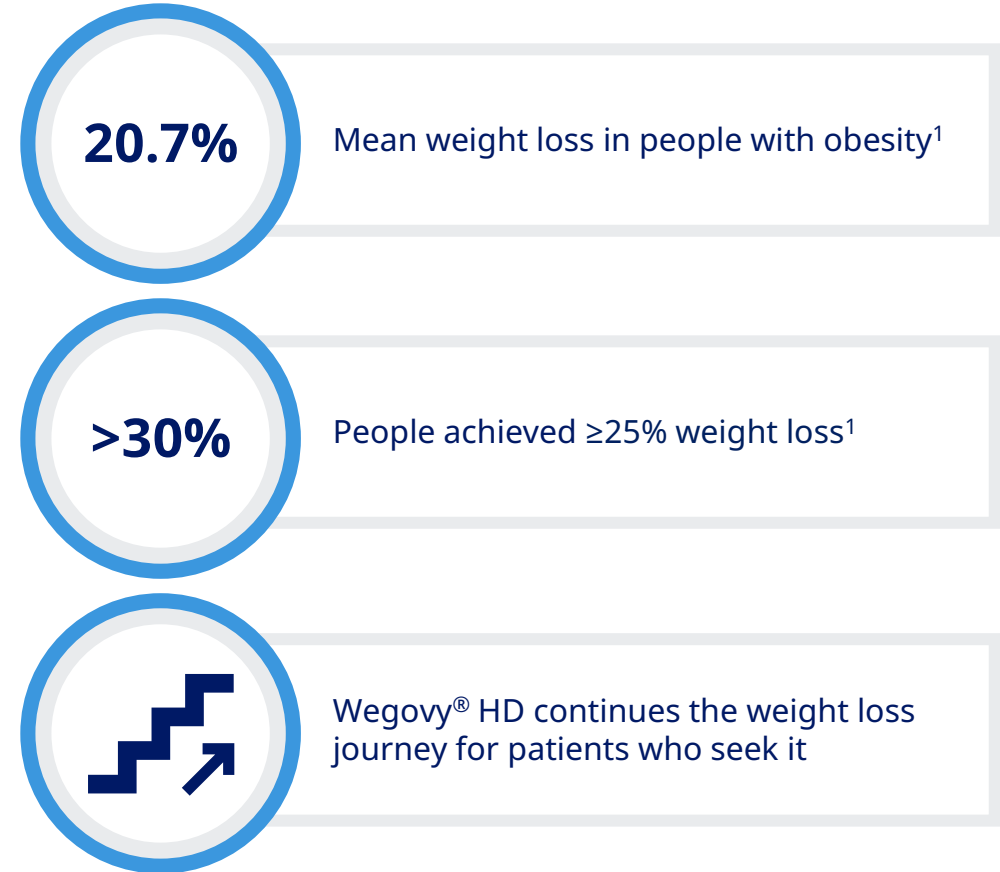 20.7%
Mean weight loss in people with obesity¹
>30%
People achieved ≥25% weight loss¹
Wegovy® HD continues the weight loss
journey for patients who seek it